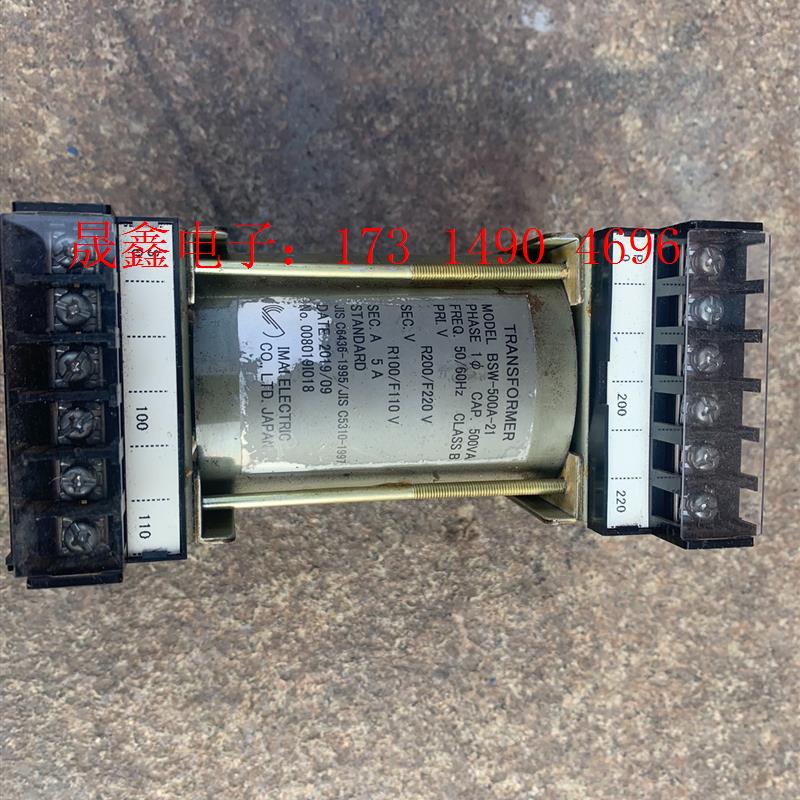 晟鑫电子：173 1490 4696
TRANSFORMER
MODEL BSW-500A-21
PHASE 1ϕ CAP. 500VA
FREQ. 50/60Hz CLASS B
PRI. V
R200/F220 V
SEC. V
R100/F110 V
SEC. A 5 A
STANDARD
JIS C6436-1995/JIS C5310-1997
DATE. 2019/09
No. 008019I018
IMAI ELECTRIC
CO., LTD. JAPAN
100
110
200
220